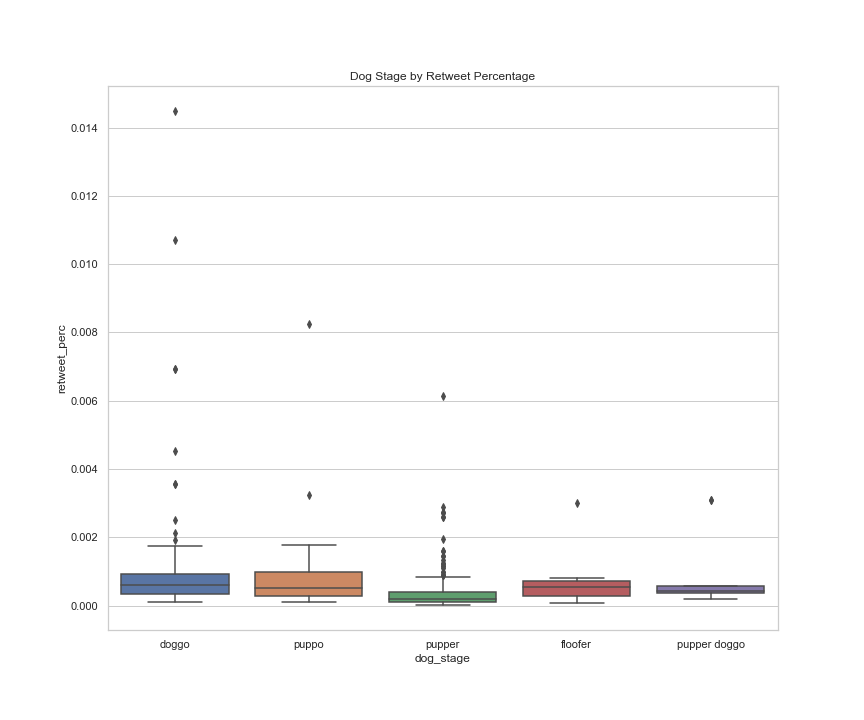 Dog Stage by Retweet Percentage
0.014
0.012
0.010
0.008
0.006
0.004
0.002
0.000
retweet_perc
doggo puppo pupper floofer pupper doggo
dog_stage